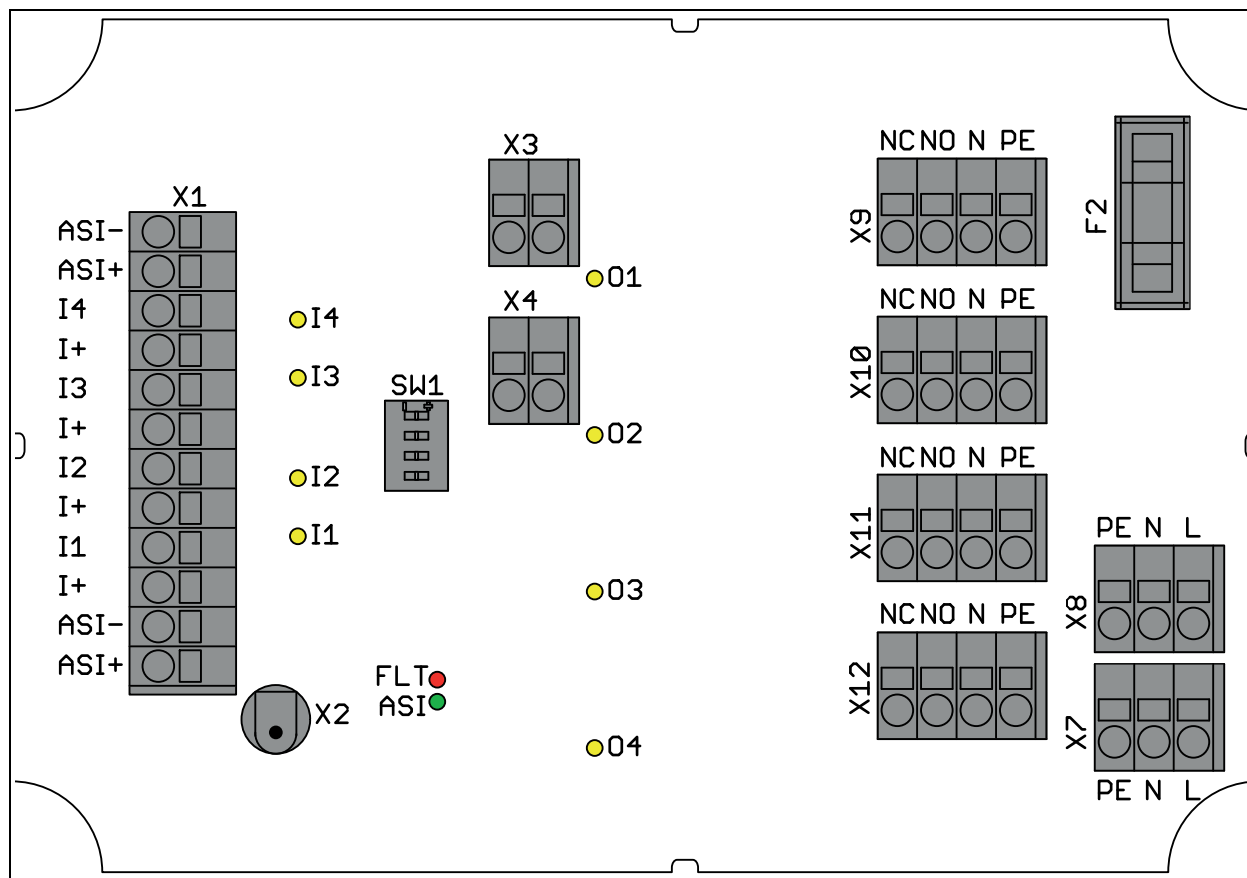 X1
ASI-
ASI+
I4
I+
I3
I+
I2
I+
I1
I+
ASI-
ASI+
X2
I4
I3
I2
I1
SW1
FLT
ASI
X3
X4
O1
O2
O3
O4
NC NO N PE
X9
NC NO N PE
X10
NC NO N PE
X11
NC NO N PE
X12
F2
PE N L
X8
X7
PE N L